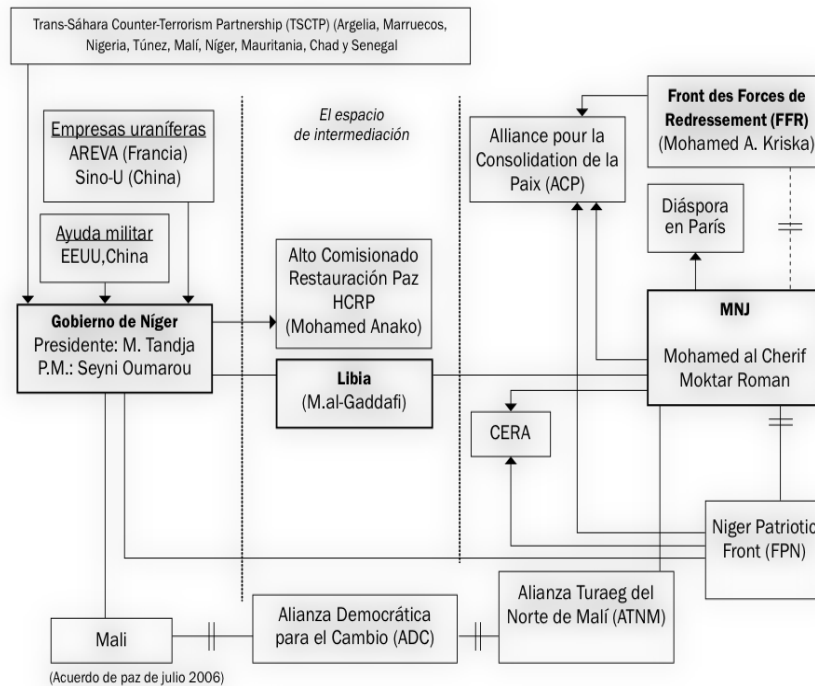 Trans-Sáhara Counter-Terrorism Partnership (TSCTP) (Argelia, Marruecos,
Nigeria, Túnez, Malí, Níger, Mauritania, Chad y Senegal
Empresas uraníferas
AREVA (Francia)
Sino-U (China)
Ayuda militar
EEUU,China
Gobierno de Níger
Presidente: M. Tandja
P.M.: Seyni Oumarou
El espacio
de intermediación
Alto Comisionado
Restauración Paz
HCRP
(Mohamed Anako)
Libia
(M.al-Gaddafi)
Alliance pour la
Consolidation de la
Paix (ACP)
Front des Forces de
Redressement (FFR)
(Mohamed A. Kriska)
Diáspora
en París
MNJ
Mohamed al Cherif
Moktar Roman
CERA
Niger Patriotic
Front (FPN)
Mali
(Acuerdo de paz de julio 2006)
Alianza Democrática
para el Cambio (ADC)
Alianza Turaeg del
Norte de Malí (ATNM)